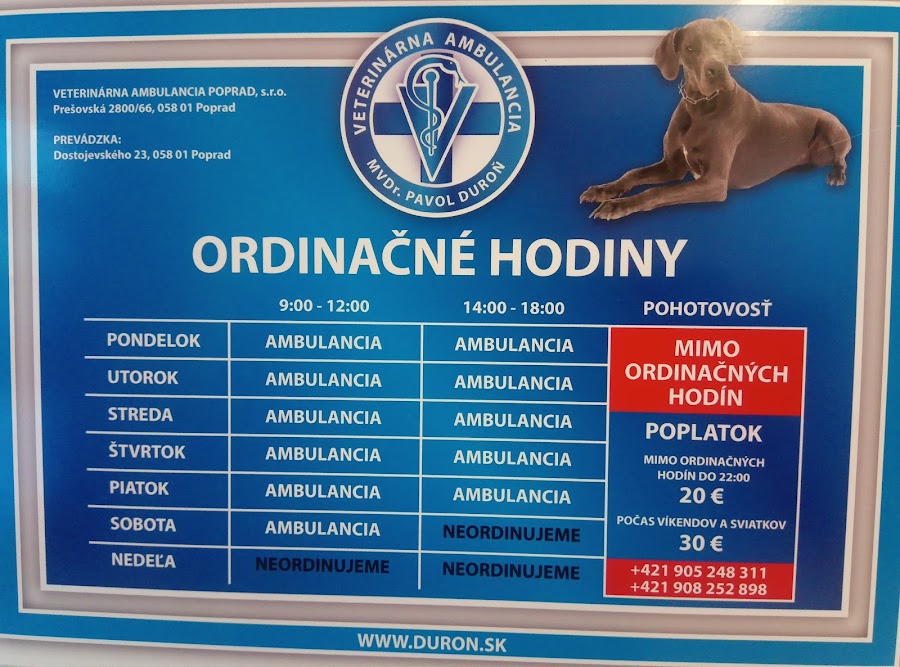 VETERINÁRNA AMBULANCIA POPRAD, s.r.o.
Prešovská 2800/66, 058 01 Poprad
PREVÁDZKA:
Dostojevského 23, 058 01 Poprad
VETERINÁRNA AMBULANCIA
MVDr. PAVOL DUROŇ
ORDINAČNÉ HODINY
9:00 - 12:00 14:00 - 18:00 POHOTOVOSŤ
PONDELOK AMBULANCIA AMBULANCIA
UTOROK AMBULANCIA AMBULANCIA
STREDA AMBULANCIA AMBULANCIA
ŠTVRTOK AMBULANCIA AMBULANCIA
PIATOK AMBULANCIA AMBULANCIA
SOBOTA AMBULANCIA NEORDINUJEME
NEDEĽA NEORDINUJEME NEORDINUJEME
MIMO
ORDINAČNÝCH
HODÍN
POPLATOK
MIMO ORDINAČNÝCH
HODÍN DO 22:00
20 €
POČAS VÍKENDOV A SVIATKOV
30 €
+421 905 248 311
+421 908 252 898
WWW.DURON.SK